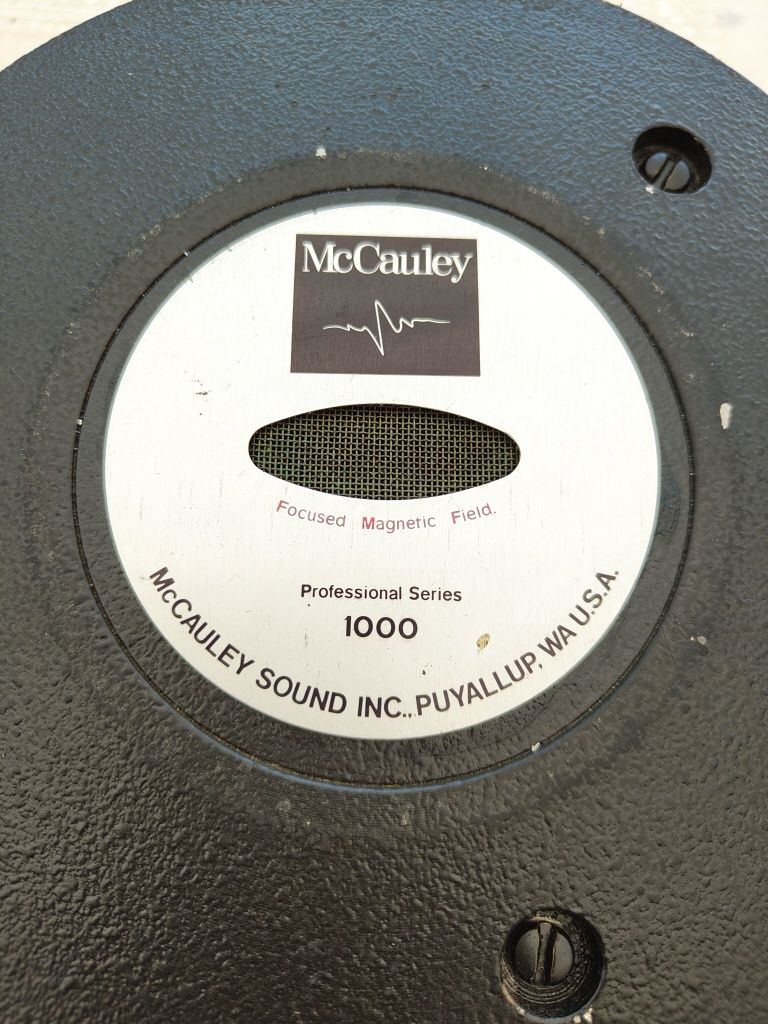 McCauley
Focused Magnetic Field.
Professional Series
1000
McCAULEY SOUND INC., PUYALLUP, WA U.S.A.